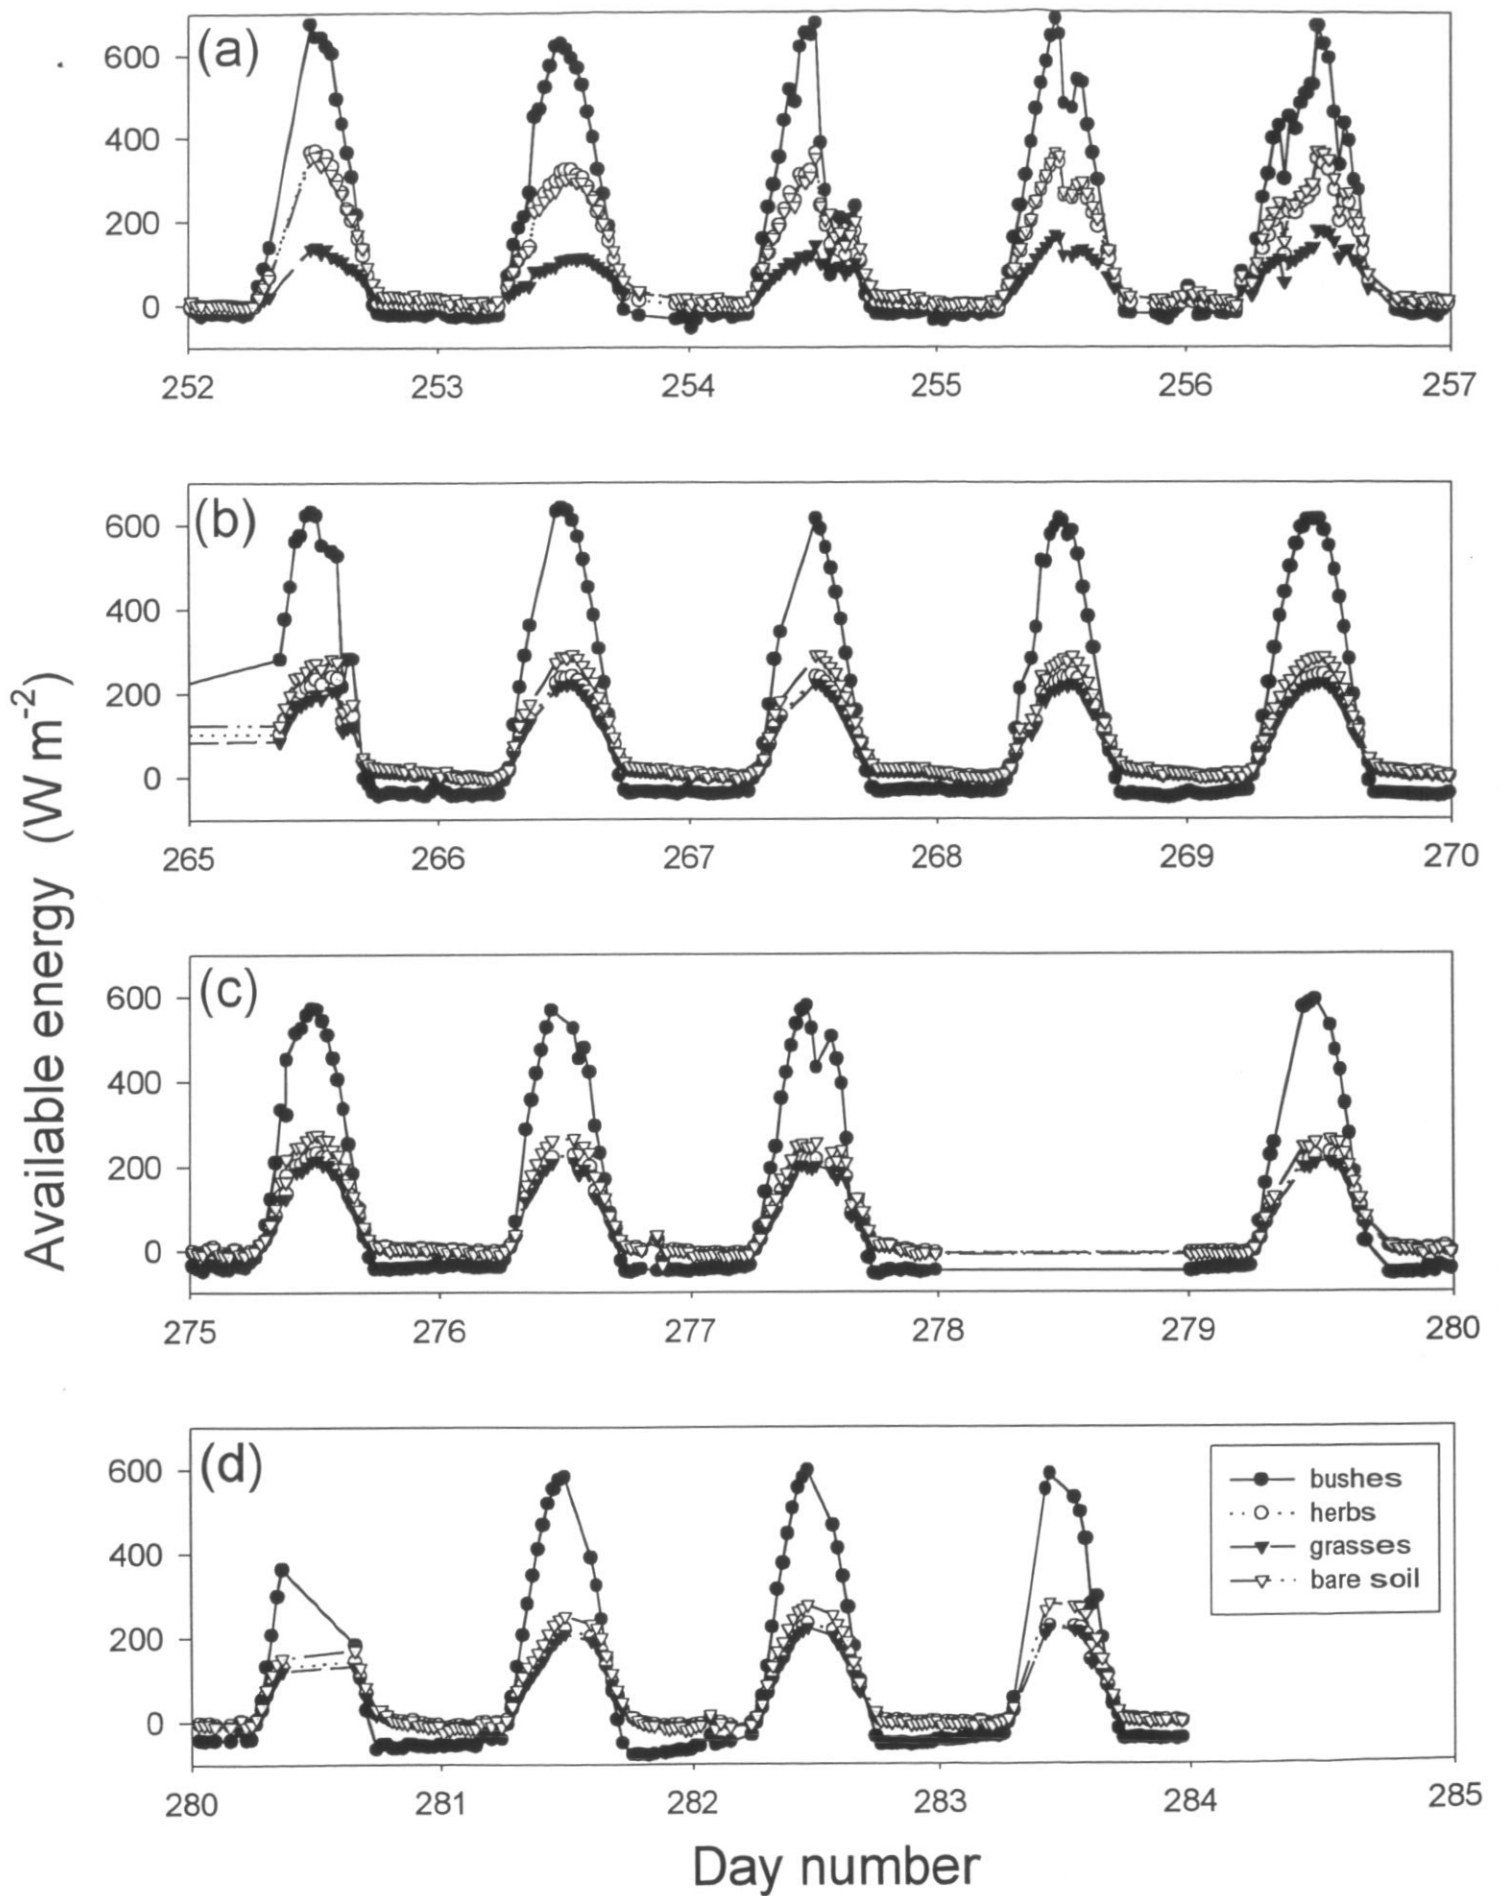 Available energy (W m-2)
(a)
600
400
200
0
252 253 254 255 256 257
(b)
600
400
200
0
265 266 267 268 269 270
(c)
600
400
200
0
275 276 277 278 279 280
(d)
600
400
200
0
bushes
herbs
grasses
bare soil
280 281 282 283 284 285
Day number